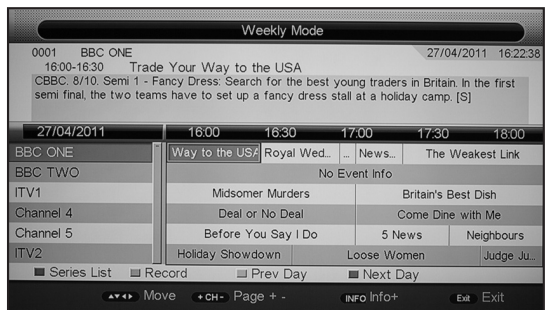 Weekly Mode
0001 BBC ONE 27/04/2011 16:22:38
16:00-16:30 Trade Your Way to the USA
CBBC. 8/10. Semi 1 - Fancy Dress: Search for the best young traders in Britain. In the first
semi final, the two teams have to set up a fancy dress stall at a holiday camp. [S]
27/04/2011 16:00 16:30 17:00 17:30 18:00
BBC ONE Way to the USA Royal Wed... ... News... The Weakest Link
BBC TWO No Event Info
ITV1 Midsomer Murders Britain's Best Dish
Channel 4 Deal or No Deal Come Dine with Me
Channel 5 Before You Say I Do 5 News Neighbours
ITV2 Holiday Showdown Loose Women Judge Ju...
Series List Record Prev Day Next Day
Move +CH- Page + - INFO Info+ Exit Exit